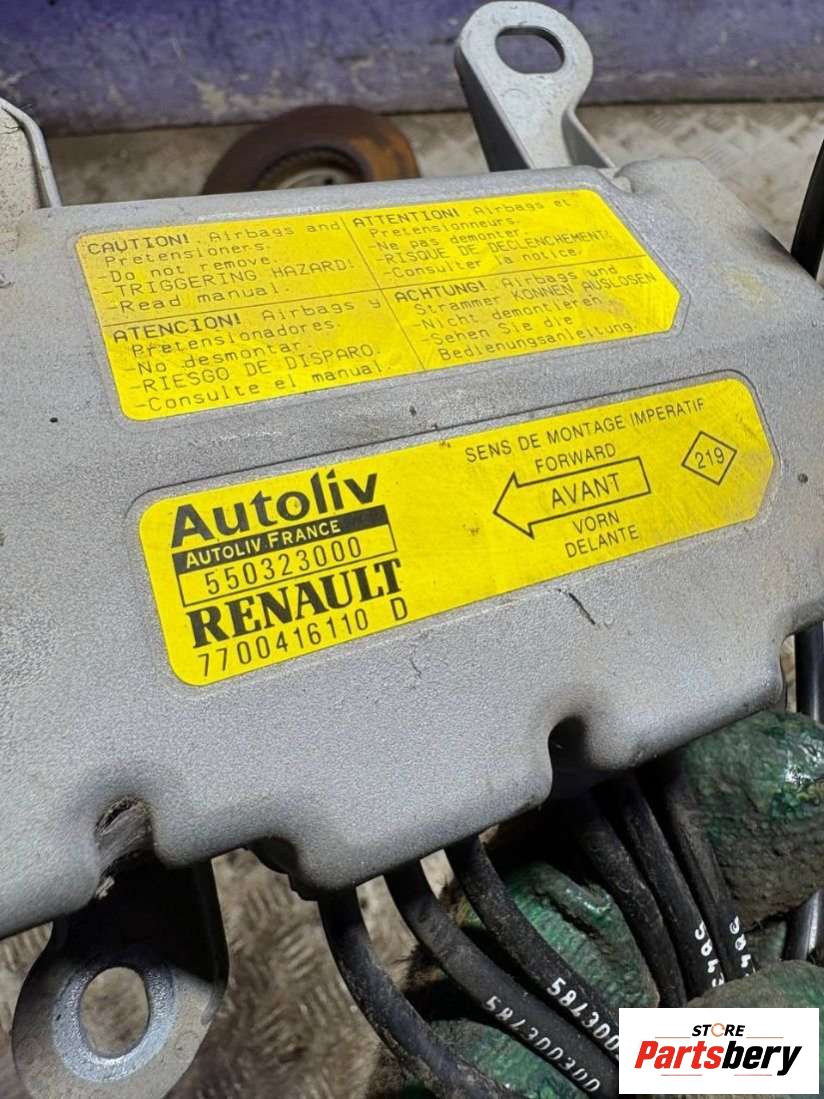 CAUTION! Airbags and
Pretensioners.
-Do not remove.
-TRIGGERING HAZARD!
-Read manual.
ATTENTION! Airbags et
Pretensionneurs.
-Ne pas demonter.
-RISQUE DE DECLENCHEMENT!
-Consulter la notice.
ATENCION! Airbags y
Pretensionadores.
-No desmontar.
-RIESGO DE DISPARO.
-Consulte el manual.
ACHTUNG! Airbags und
Strammer KONNEN AUSLOSEN
-Nicht demontieren.
-Sehen Sie die
Bedienungsanleitung.
Autoliv
AUTOLIV FRANCE
550323000
RENAULT
7700416110 D
SENS DE MONTAGE IMPERATIF
FORWARD
AVANT
VORN
DELANTE
219
584300300
STORE
Partsbery